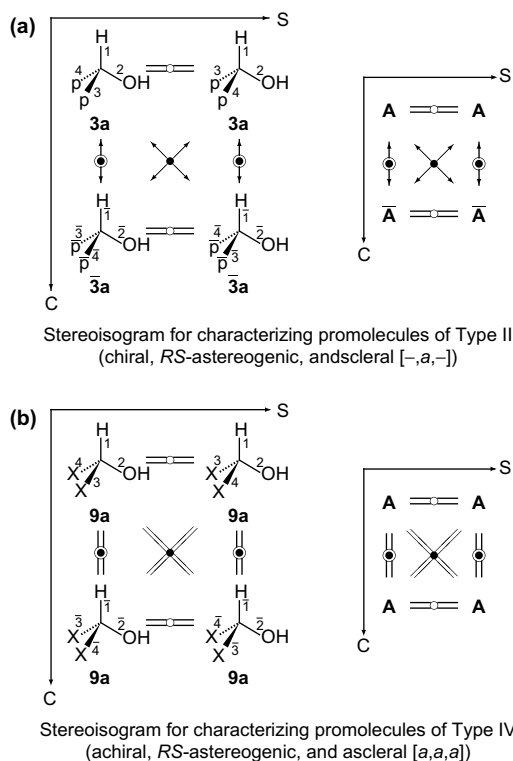 (a)
S
H H
1 1
4 2 3 2
p 3 OH p 4 OH
p p
3a 3a
H H
1̅ 1̅
3̅ 2̅ 4̅ 2̅
p̅ 4̅ OH p̅ 3̅ OH
p̅ p̅
3̅a 3̅a
C
S
A A
A̅ A̅
C
Stereoisogram for characterizing promolecules of Type II
(chiral, RS-astereogenic, andscleral [−,a,−])
(b)
S
H H
1 1
4 2 3 2
X 3 OH X 4 OH
X X
9a 9a
H H
1̅ 1̅
3̅ 2̅ 4̅ 2̅
X 4̅ OH X 3̅ OH
X X
9a 9a
C
S
A A
A A
C
Stereoisogram for characterizing promolecules of Type IV
(achiral, RS-astereogenic, and ascleral [a,a,a])